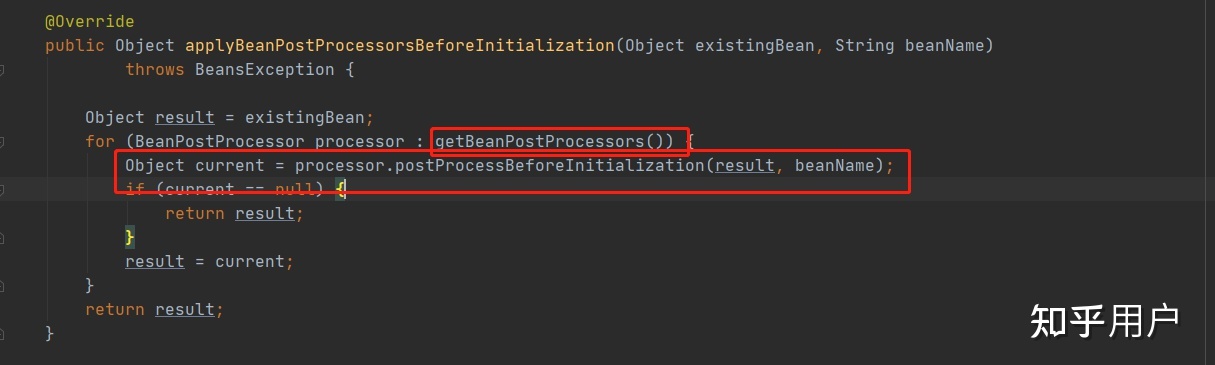 @Override
public Object applyBeanPostProcessorsBeforeInitialization(Object existingBean, String beanName)
        throws BeansException {
    Object result = existingBean;
    for (BeanPostProcessor processor : getBeanPostProcessors()) {
        Object current = processor.postProcessBeforeInitialization(result, beanName);
        if (current == null) {
            return result;
        }
        result = current;
    }
    return result;
}
知乎用户